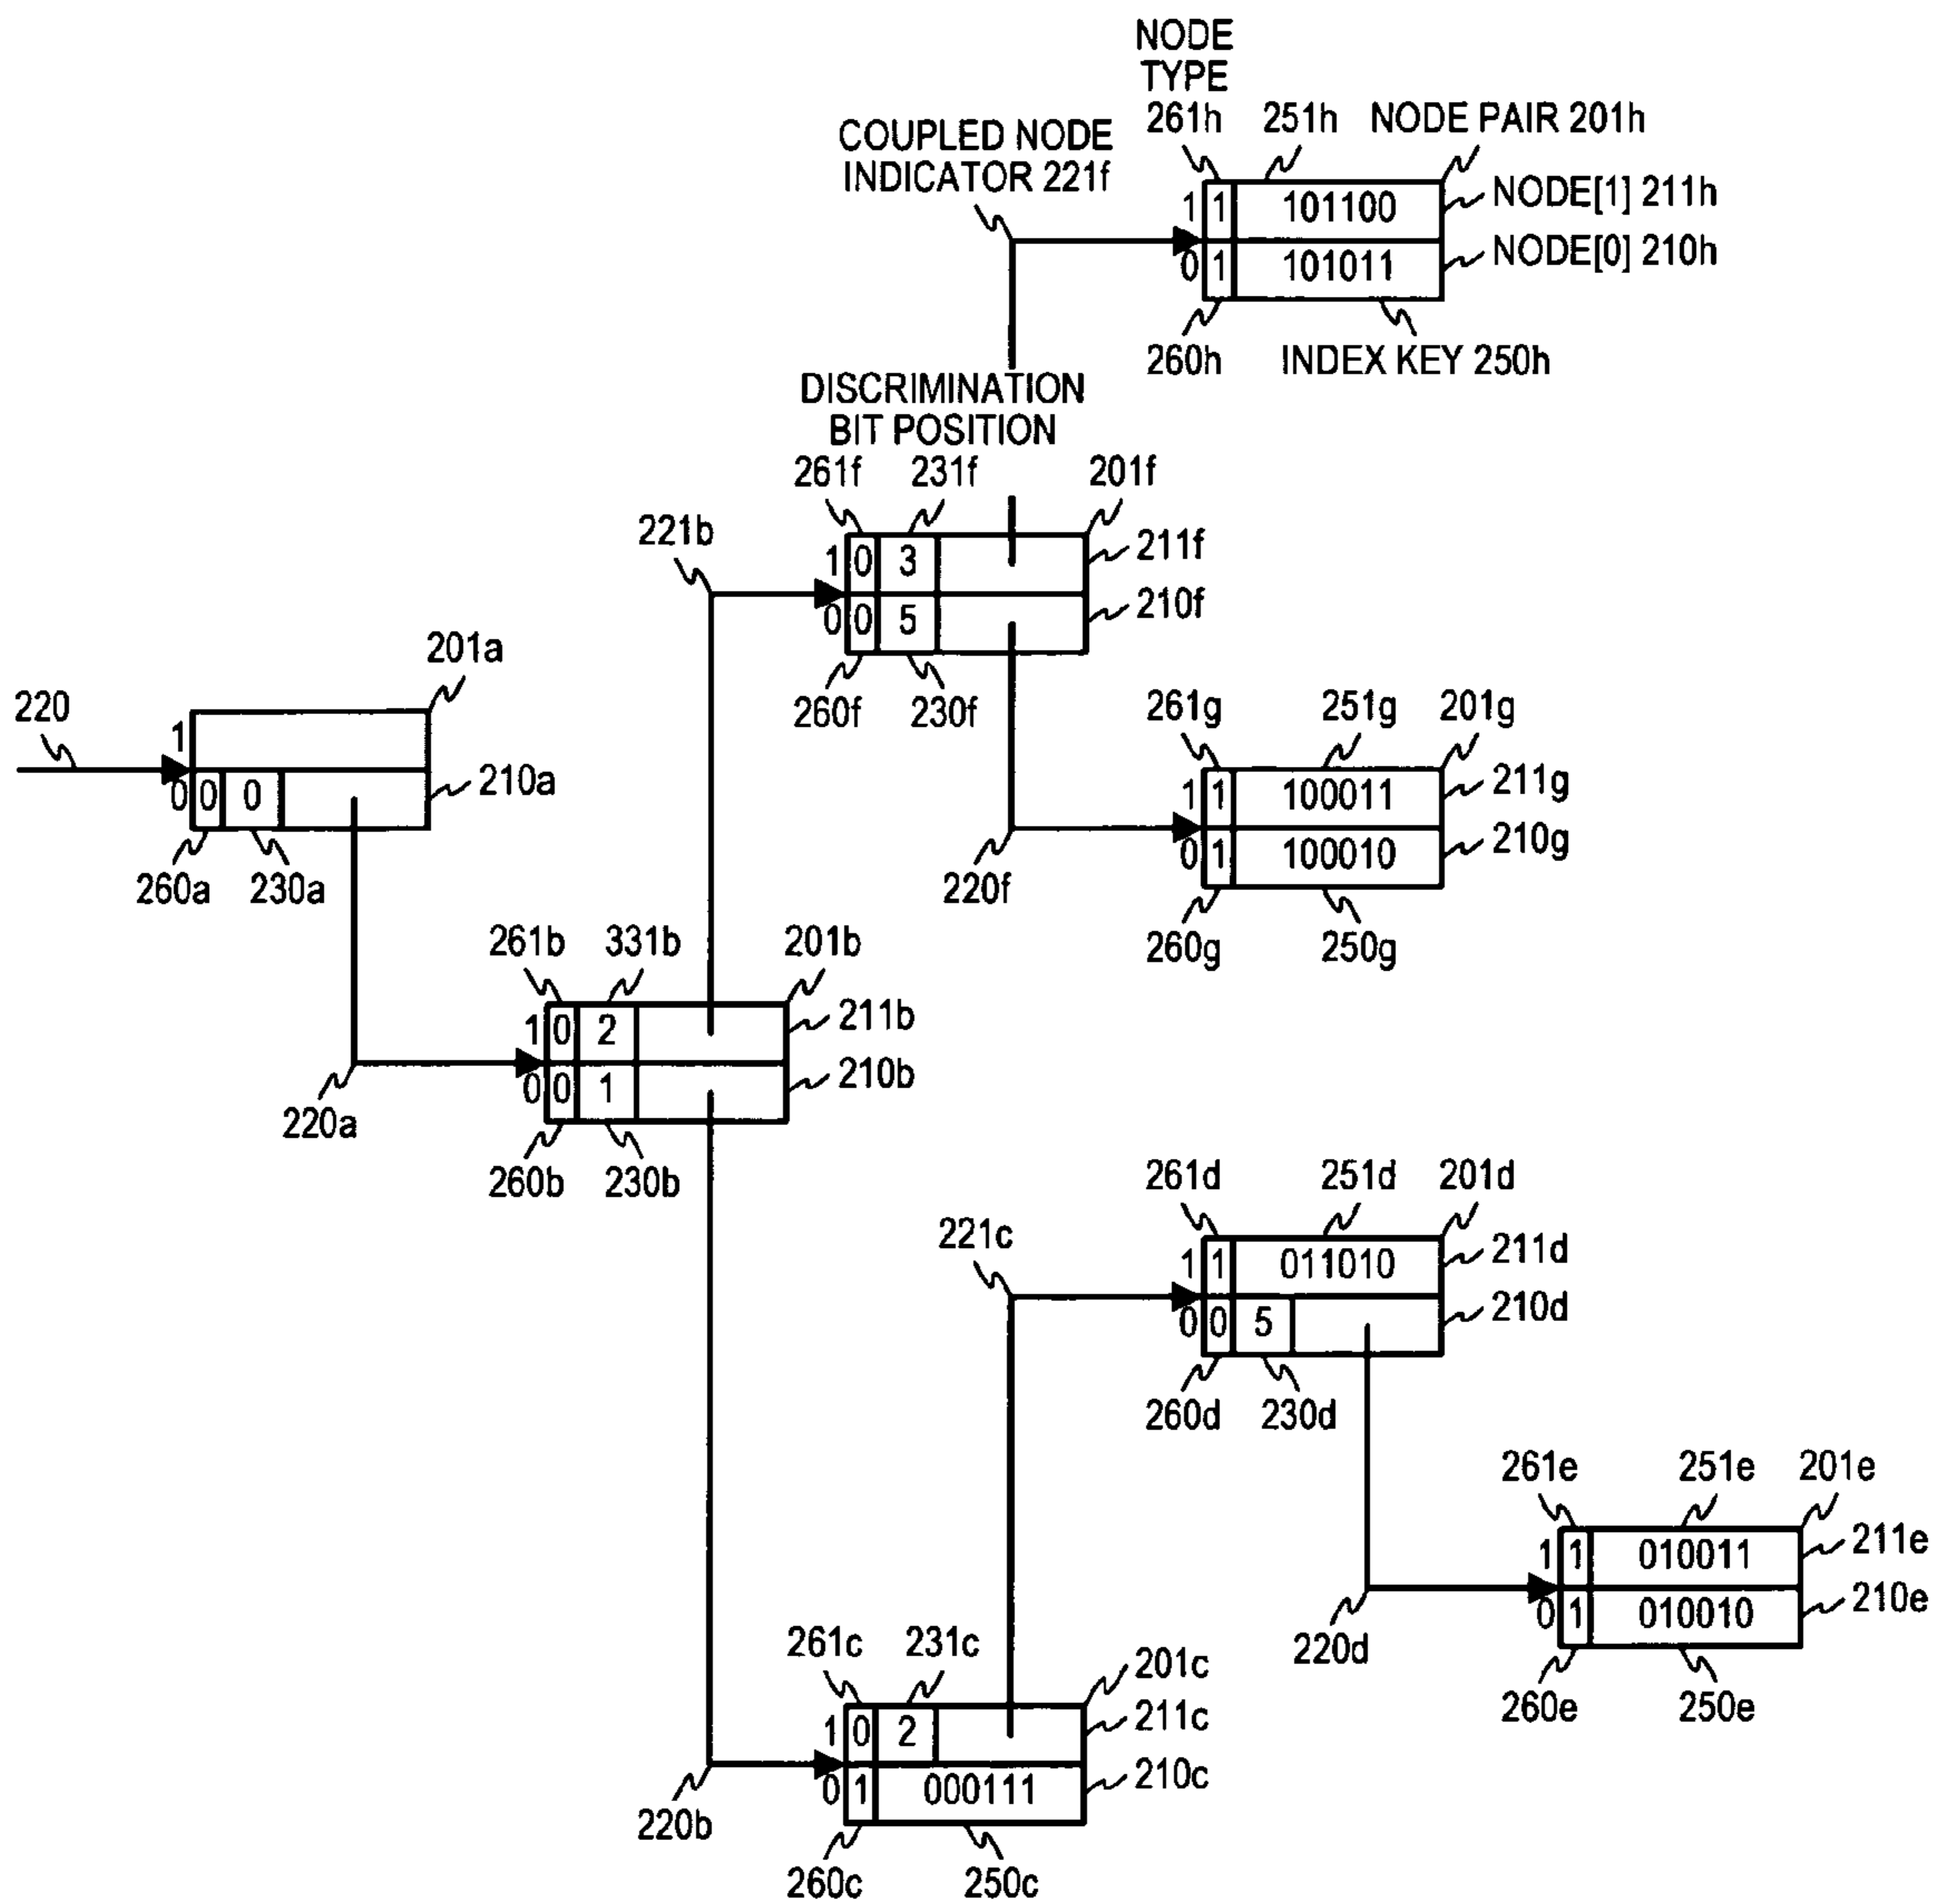 NODE
TYPE
261h 251h NODE PAIR 201h
COUPLED NODE
INDICATOR 221f
1 1 101100 NODE[1] 211h
0 1 101011 NODE[0] 210h
260h INDEX KEY 250h
DISCRIMINATION
BIT POSITION
261f 231f 201f
221b
1 0 3 211f
0 0 5 210f
260f 230f
201a
220
1
0 0 0 210a
260a 230a
261g 251g 201g
1 1 100011 211g
0 1 100010 210g
220f
260g 250g
261b 331b 201b
1 0 2 211b
0 0 1 210b
220a
260b 230b
261d 251d 201d
221c
1 1 011010 211d
0 0 5 210d
260d 230d
261e 251e 201e
1 1 010011 211e
0 1 010010 210e
220d
260e 250e
261c 231c 201c
1 0 2 211c
0 1 000111 210c
220b
260c 250c